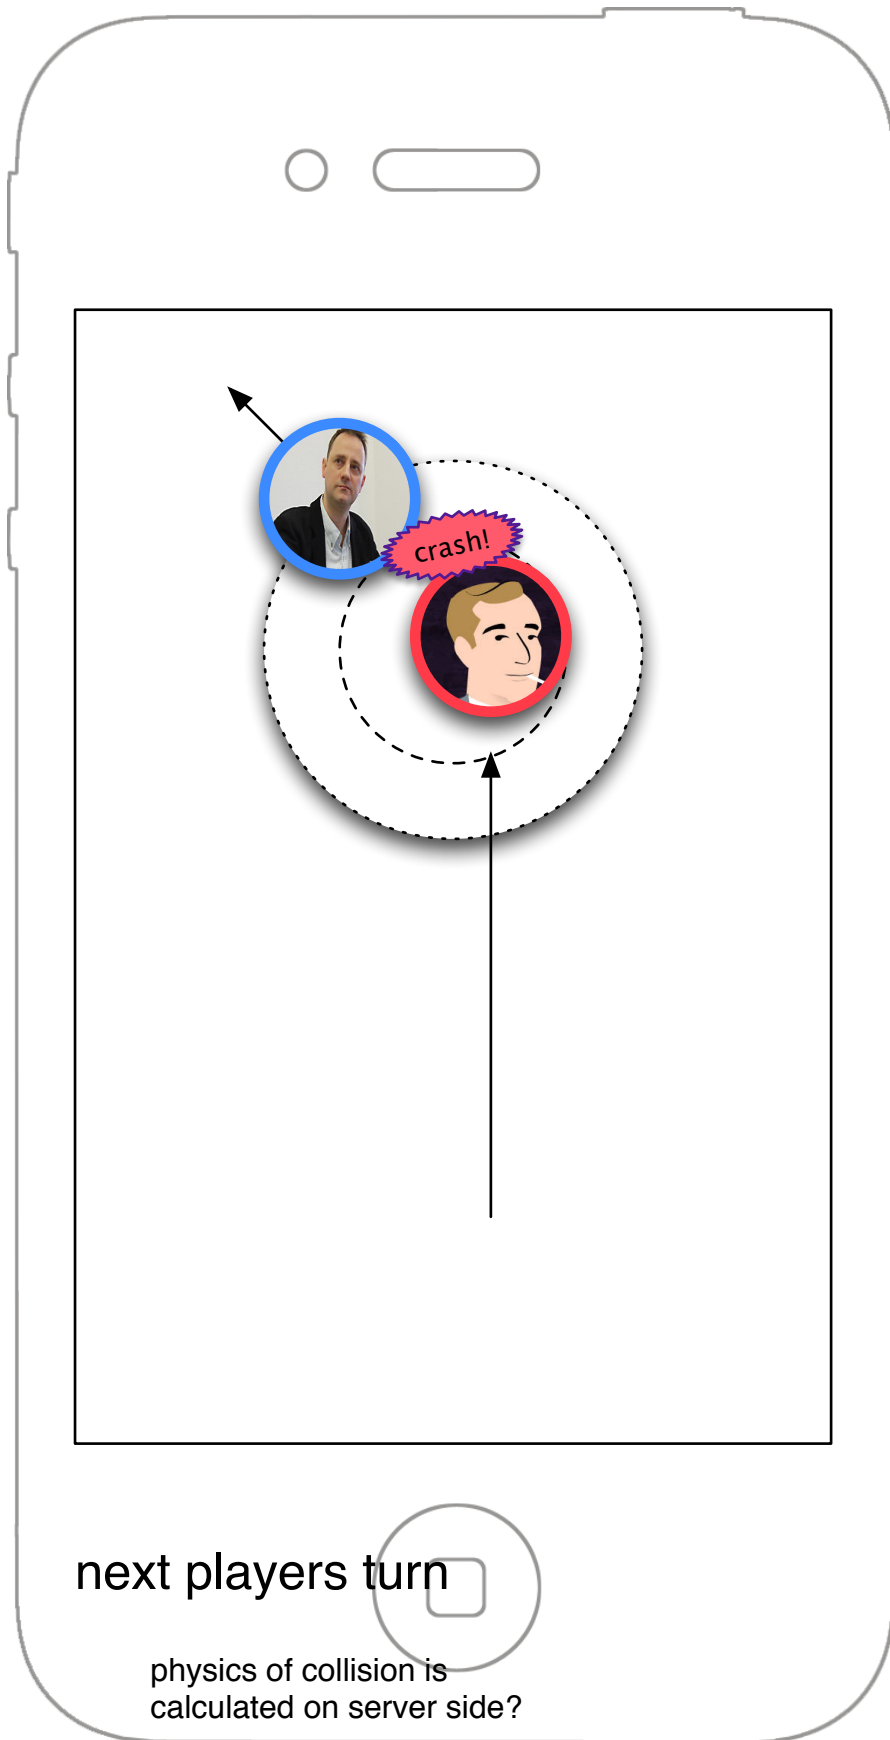 crash!
next players turn
physics of collision is
calculated on server side?